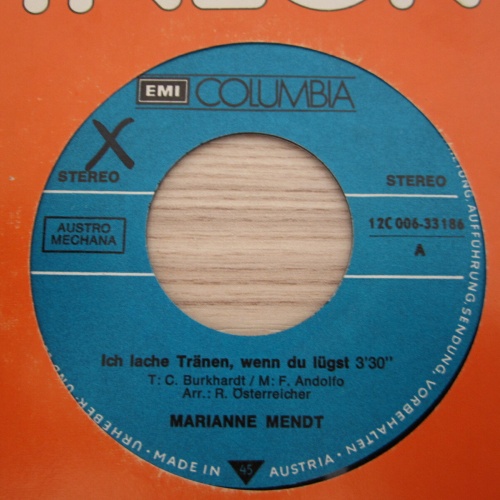 EMI COLUMBIA
X
STEREO
STEREO
AUSTRO
MECHANA
12C 006-33186
A
Ich lache Tränen, wenn du lügst 3'30"
T: C. Burkhardt / M: F. Andolfo
Arr.: R. Österreicher
MARIANNE MENDT
AUFFÜHRUNG, SENDUNG, VORBEHALTEN
URHEBER-
MADE IN 45 AUSTRIA